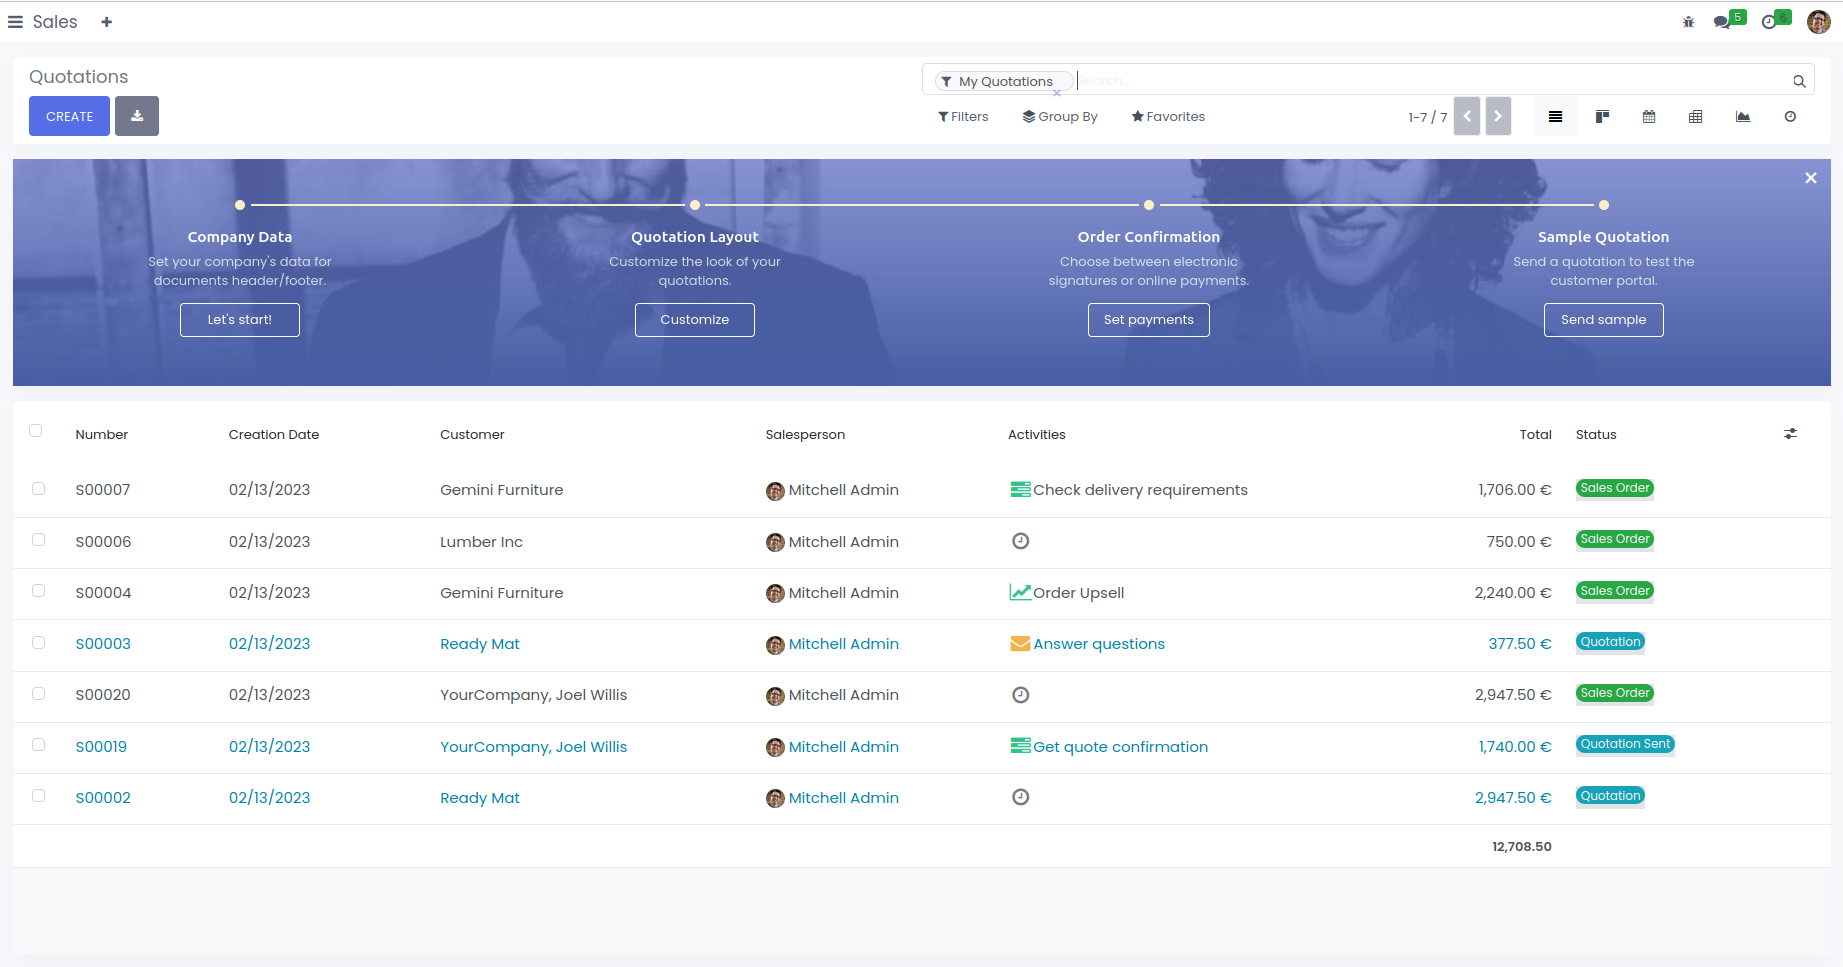 Sales
5
6
Quotations
My Quotations
Search...
CREATE
Filters
Group By
Favorites
1-7 / 7
Company Data
Quotation Layout
Order Confirmation
Sample Quotation
Set your company's data for
documents header/footer.
Customize the look of your
quotations.
Choose between electronic
signatures or online payments.
Send a quotation to test the
customer portal.
Let's start!
Customize
Set payments
Send sample
Number Creation Date Customer Salesperson Activities Total Status
S00007 02/13/2023 Gemini Furniture Mitchell Admin Check delivery requirements 1,706.00 € Sales Order
S00006 02/13/2023 Lumber Inc Mitchell Admin 750.00 € Sales Order
S00004 02/13/2023 Gemini Furniture Mitchell Admin Order Upsell 2,240.00 € Sales Order
S00003 02/13/2023 Ready Mat Mitchell Admin Answer questions 377.50 € Quotation
S00020 02/13/2023 YourCompany, Joel Willis Mitchell Admin 2,947.50 € Sales Order
S00019 02/13/2023 YourCompany, Joel Willis Mitchell Admin Get quote confirmation 1,740.00 € Quotation Sent
S00002 02/13/2023 Ready Mat Mitchell Admin 2,947.50 € Quotation
12,708.50